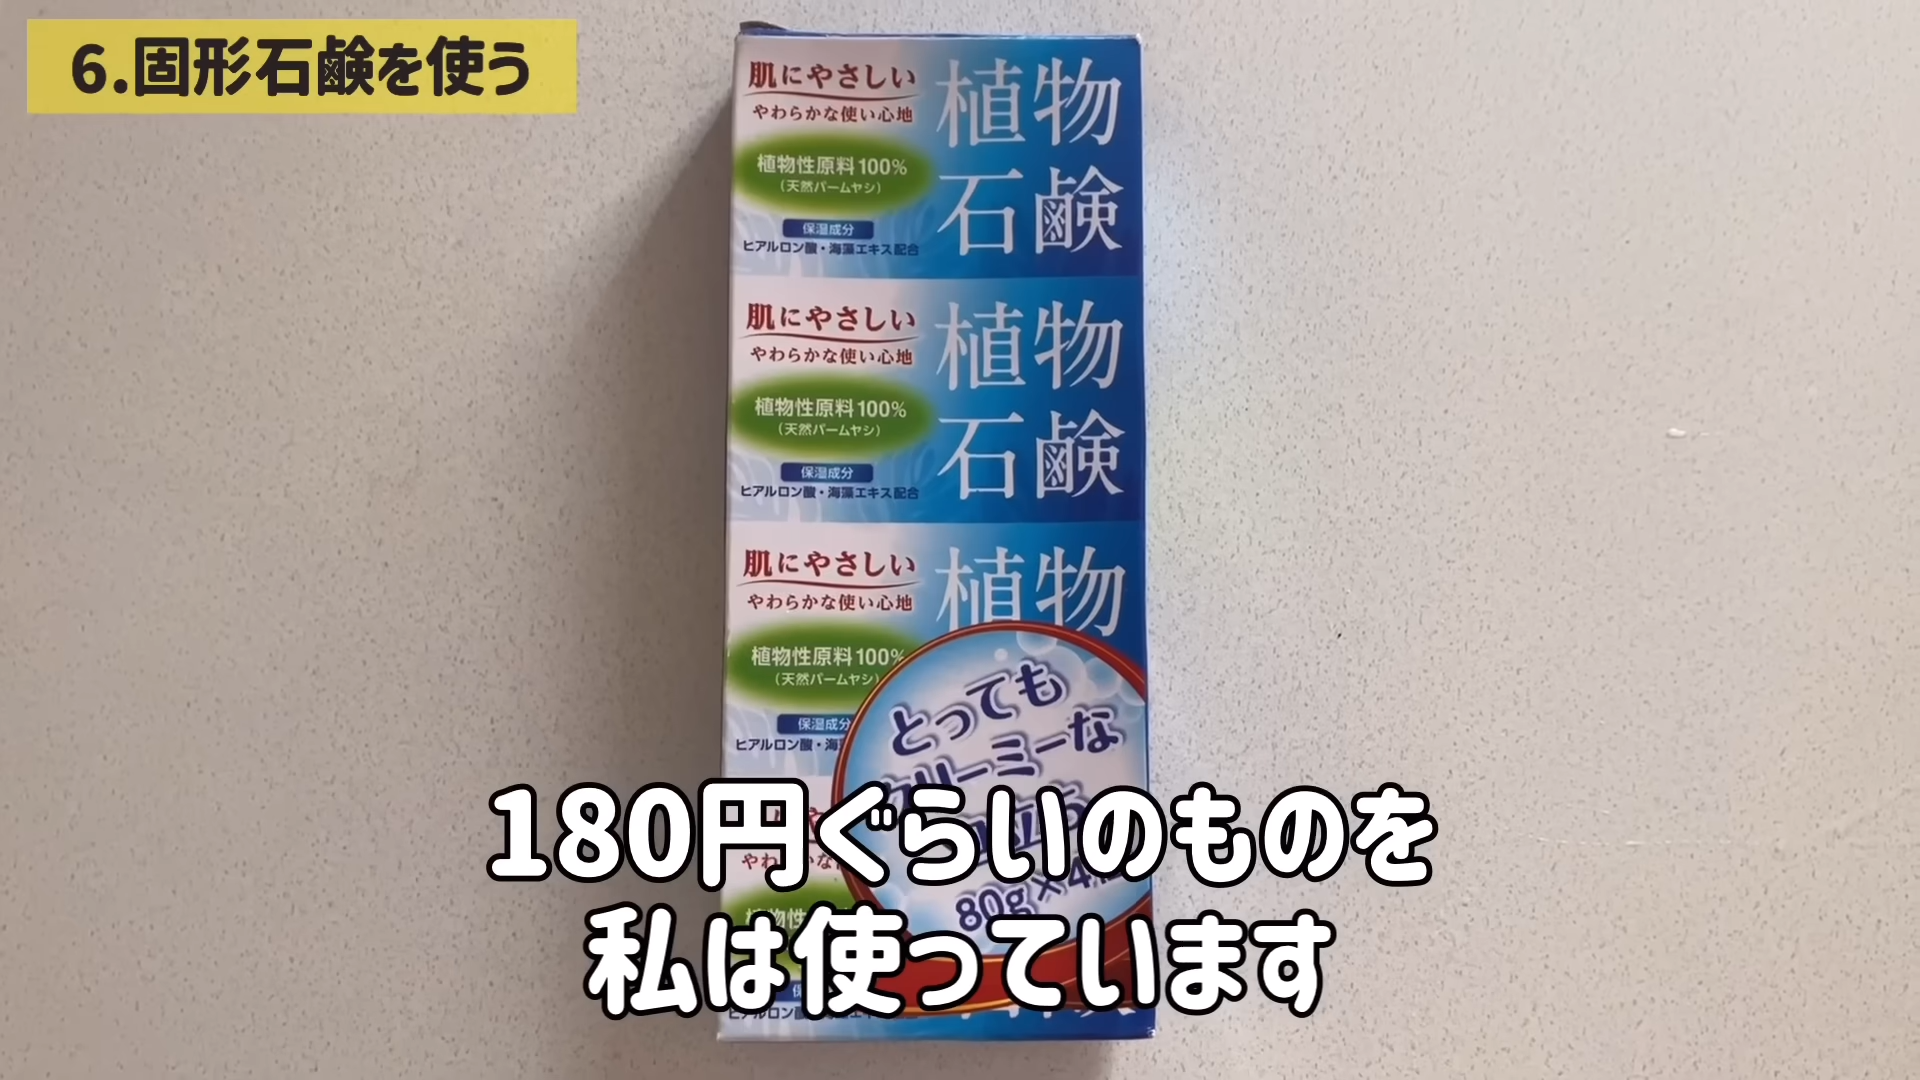 6.固形石鹸を使う
肌にやさしい
やわらかな使い心地
植物性原料100%
(天然パームヤシ)
保湿成分
ヒアルロン酸・海藻エキス配合
植物
石鹸
肌にやさしい
やわらかな使い心地
植物性原料100%
(天然パームヤシ)
保湿成分
ヒアルロン酸・海藻エキス配合
植物
石鹸
肌にやさしい
やわらかな使い心地
植物性原料100%
(天然パームヤシ)
保湿成分
ヒアルロン酸・海
植物
とっても
クリーミーな
80g×4
180円ぐらいのものを
私は使っています